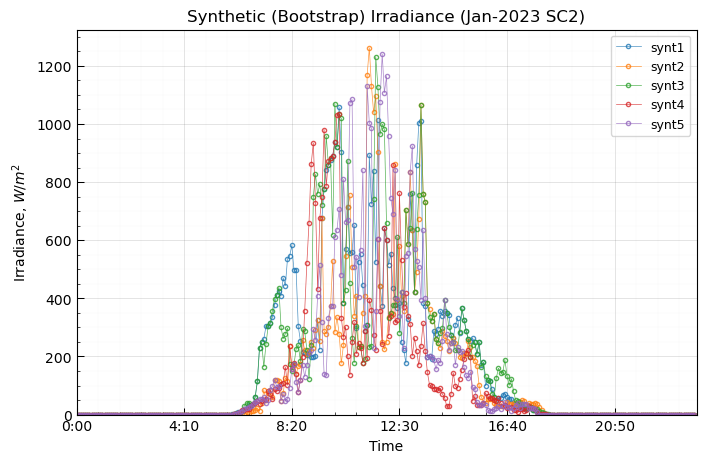 Synthetic (Bootstrap) Irradiance (Jan-2023 SC2)
synt1
synt2
synt3
synt4
synt5
Irradiance, W/m²
1200
1000
800
600
400
200
0
0:00 4:10 8:20 12:30 16:40 20:50
Time